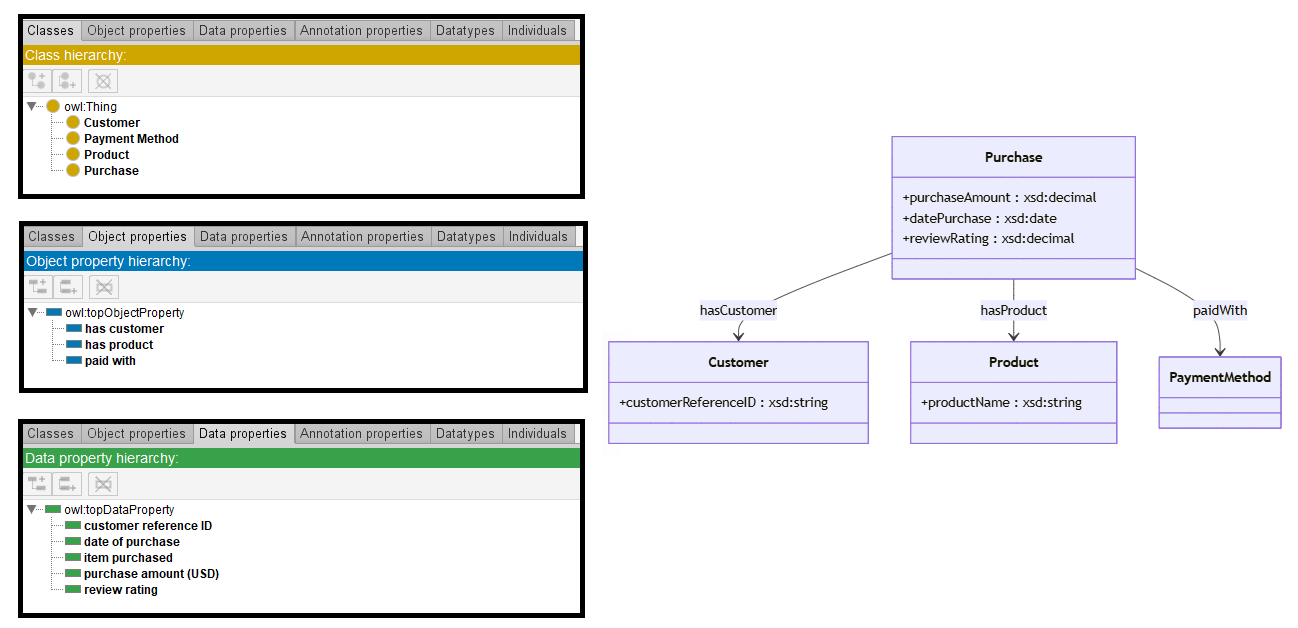 Classes Object properties Data properties Annotation properties Datatypes Individuals
Class hierarchy:
owl:Thing
Customer
Payment Method
Product
Purchase
Classes Object properties Data properties Annotation properties Datatypes Individuals
Object property hierarchy:
owl:topObjectProperty
has customer
has product
paid with
Classes Object properties Data properties Annotation properties Datatypes Individuals
Data property hierarchy:
owl:topDataProperty
customer reference ID
date of purchase
item purchased
purchase amount (USD)
review rating
Purchase
+purchaseAmount : xsd:decimal
+datePurchase : xsd:date
+reviewRating : xsd:decimal
hasCustomer
hasProduct
paidWith
Customer
+customerReferenceID : xsd:string
Product
+productName : xsd:string
PaymentMethod